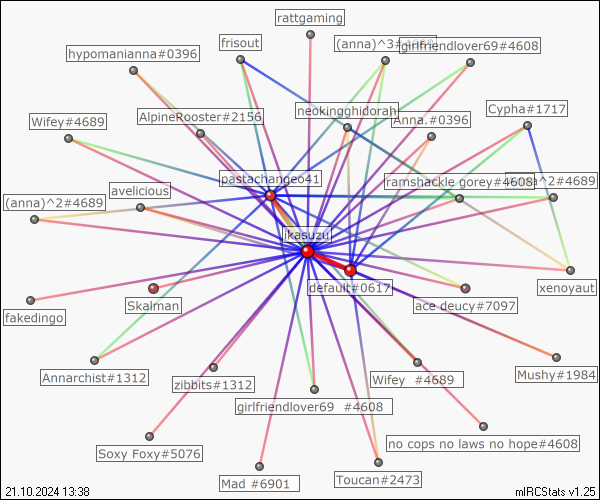 rattgaming
frisout
(anna)^3
girlfriendlover69#4608
hypomanianna#0396
AlpineRooster#2156
neokingghidorah
Anna.#0396
Cypha#1717
Wifey#4689
pastachangeo41
ramshackle gorey#4608
^2#4689
avelicious
(anna)^2#4689
ikasuzu
default#0617
xenoyaut
Skalman
ace deucy#7097
fakedingo
Annarchist#1312
zibbits#1312
Wifey #4689
Mushy#1984
girlfriendlover69 #4608
no cops no laws no hope#4608
Soxy Foxy#5076
Mad #6901
Toucan#2473
21.10.2024 13:38
mIRCStats v1.25